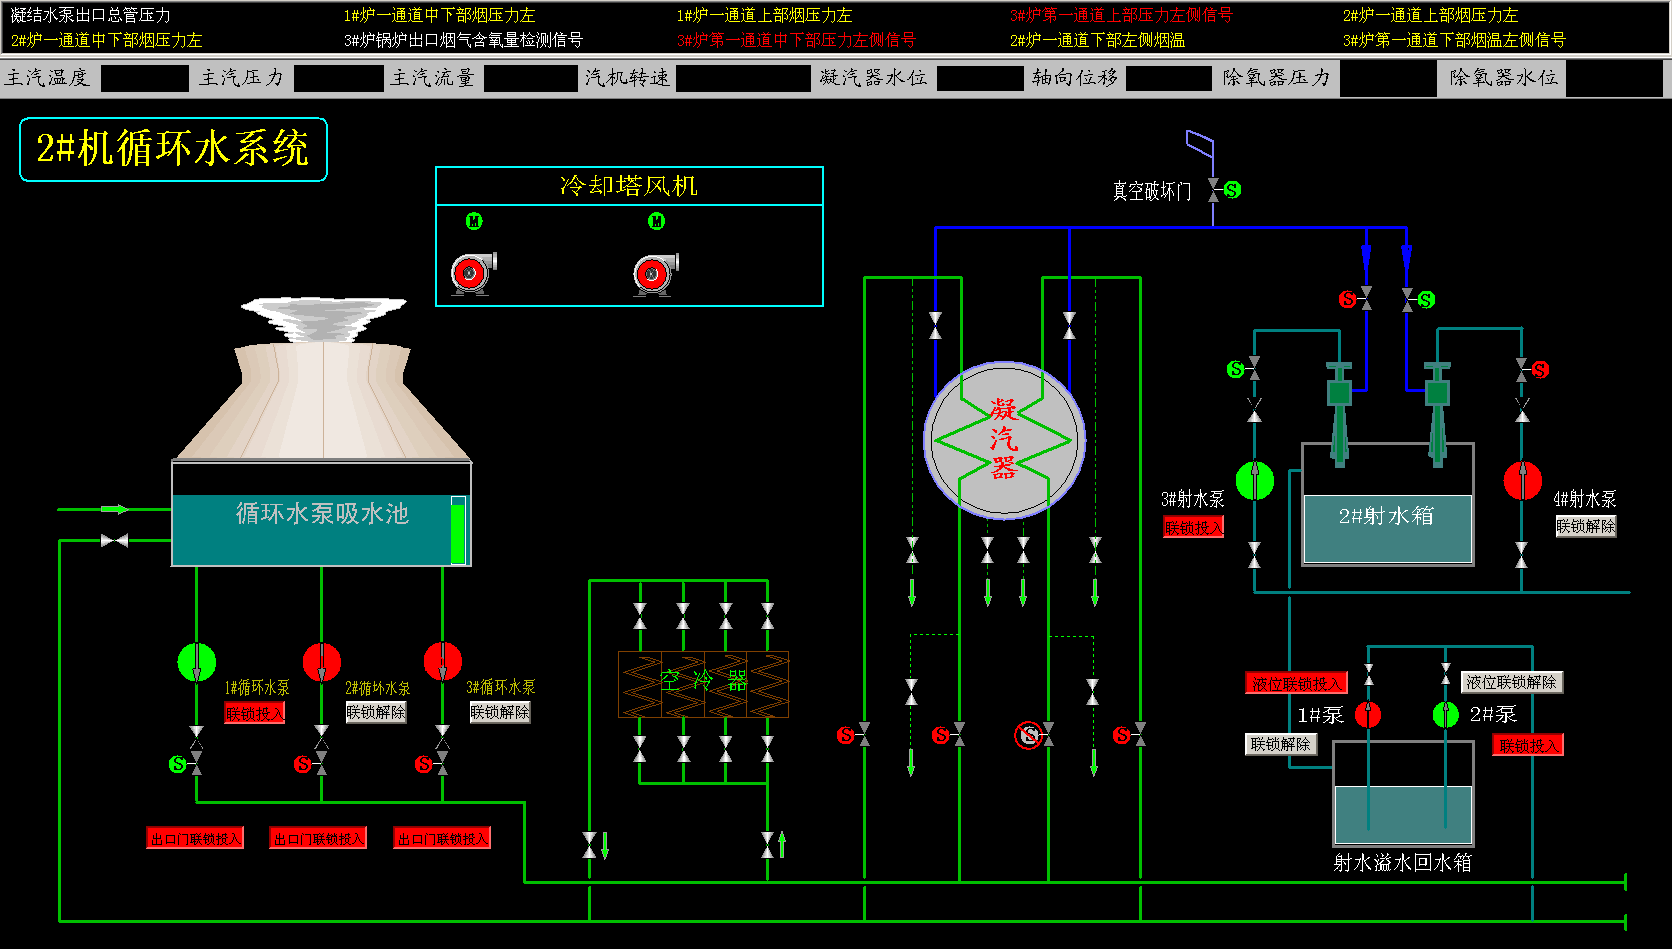 凝结水泵出口总管压力 1#炉一通道中下部烟压力左 1#炉一通道上部烟压力左 3#炉第一通道上部压力左侧信号 2#炉一通道上部烟压力左
2#炉一通道中下部烟压力左 3#炉锅炉出口烟气含氧量检测信号 3#炉第一通道中下部压力左侧信号 2#炉一通道下部左侧烟温 3#炉第一通道下部烟温左侧信号
主汽温度 主汽压力 主汽流量 汽机转速 凝汽器水位 轴向位移 除氧器压力 除氧器水位
2#机循环水系统
冷却塔风机
M M
真空破坏门 S
S S
S S
凝
汽
器
循环水泵吸水池
3#射水泵
联锁投入
4#射水泵
联锁解除
2#射水箱
1#循环水泵
联锁投入
2#循环水泵
联锁解除
3#循环水泵
联锁解除
空冷器
液位联锁投入 液位联锁解除
1#泵 2#泵
联锁解除 联锁投入
S S S S
S S S
出口门联锁投入 出口门联锁投入 出口门联锁投入
射水溢水回水箱